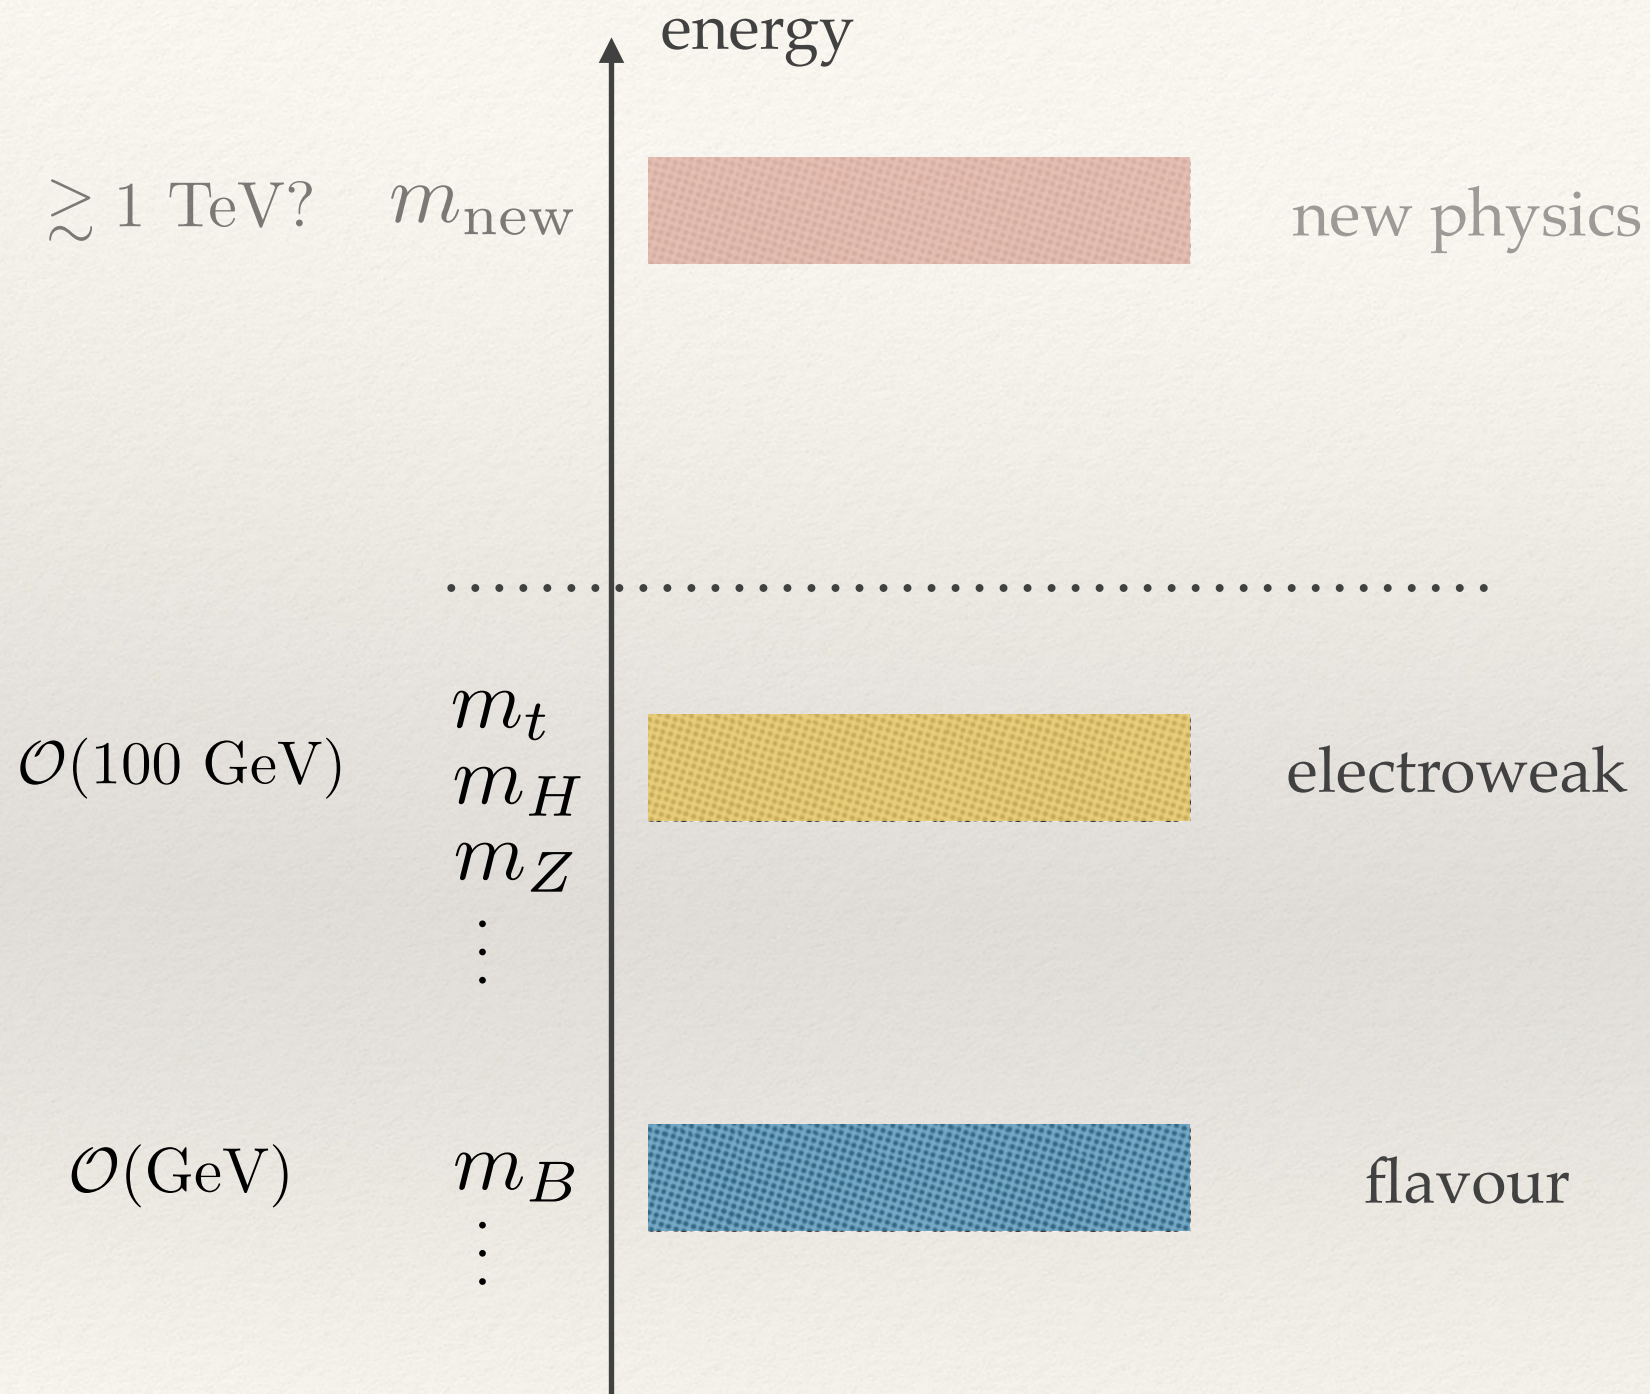 energy
≳ 1 TeV? m_new new physics
m_t
O(100 GeV) m_H electroweak
m_Z
⋮
O(GeV) m_B flavour
⋮